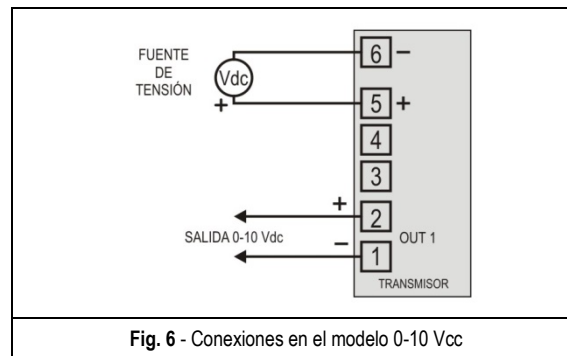 FUENTE
DE
TENSIÓN
Vdc
+
6 –
5 +
4
3
+
2
SALIDA 0-10 Vdc
OUT 1
–
1
TRANSMISOR
Fig. 6 - Conexiones en el modelo 0-10 Vcc